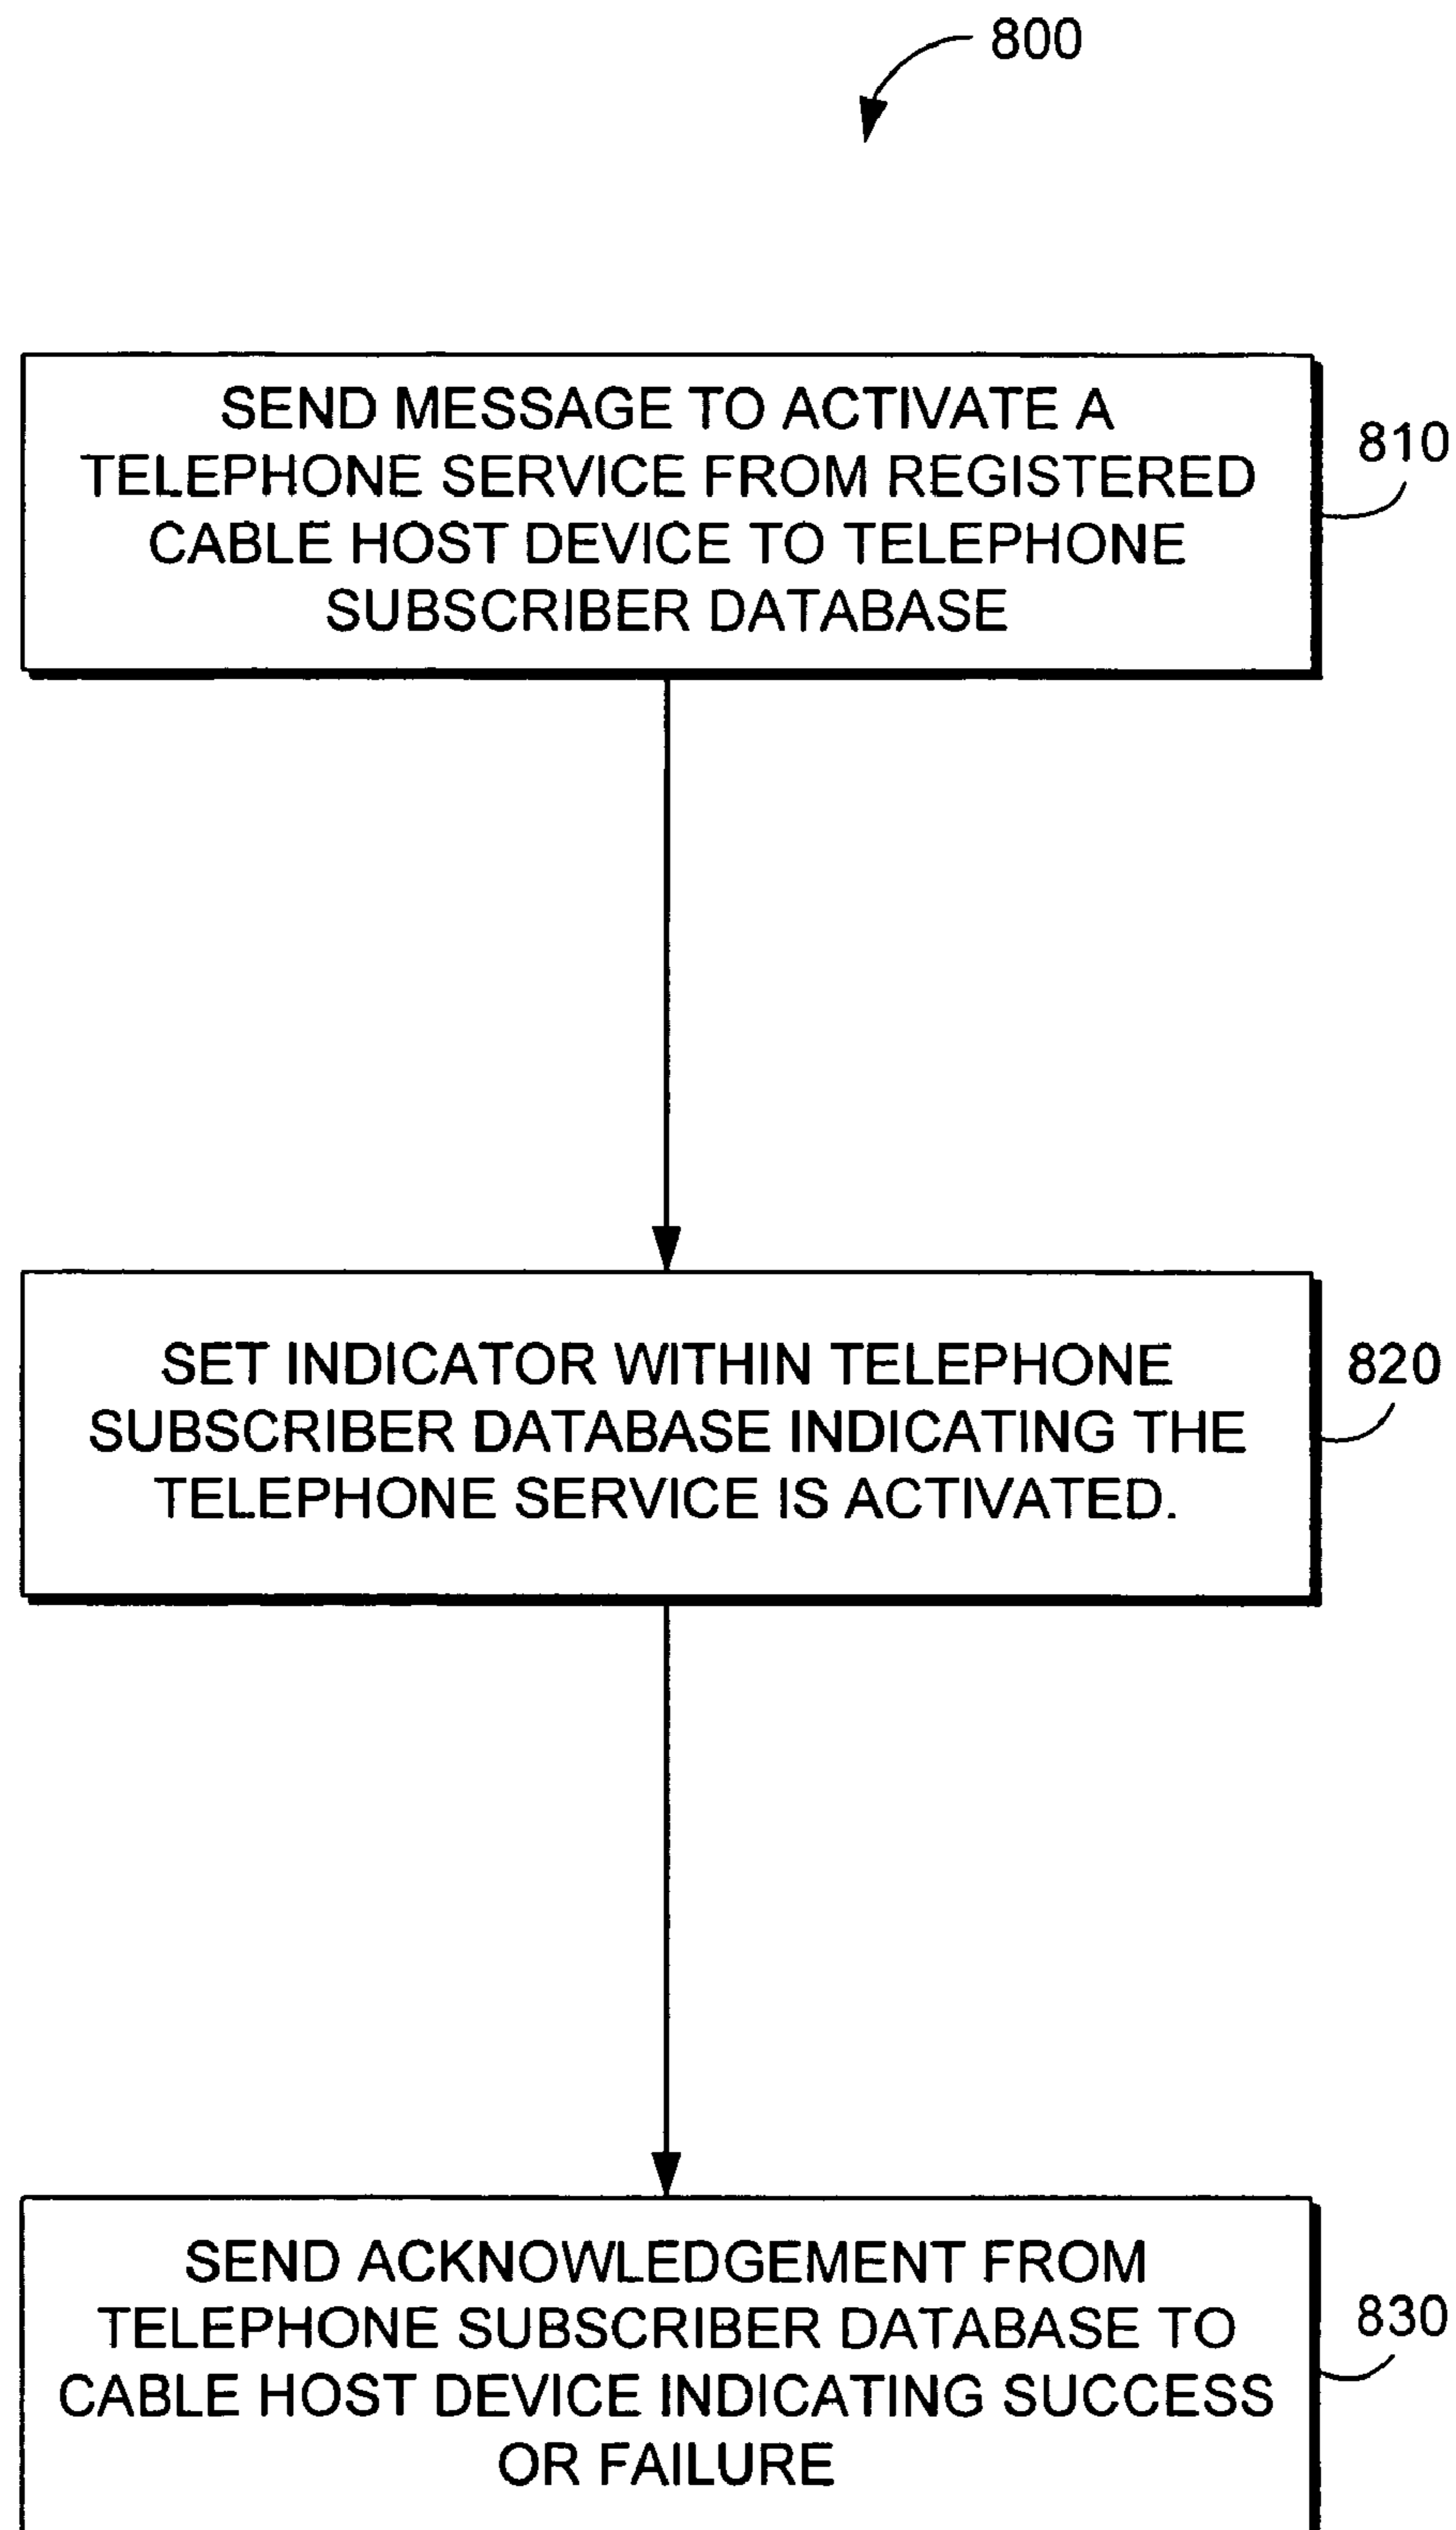 800
SEND MESSAGE TO ACTIVATE A
TELEPHONE SERVICE FROM REGISTERED
CABLE HOST DEVICE TO TELEPHONE
SUBSCRIBER DATABASE
810
SET INDICATOR WITHIN TELEPHONE
SUBSCRIBER DATABASE INDICATING THE
TELEPHONE SERVICE IS ACTIVATED.
820
SEND ACKNOWLEDGEMENT FROM
TELEPHONE SUBSCRIBER DATABASE TO
CABLE HOST DEVICE INDICATING SUCCESS
OR FAILURE
830